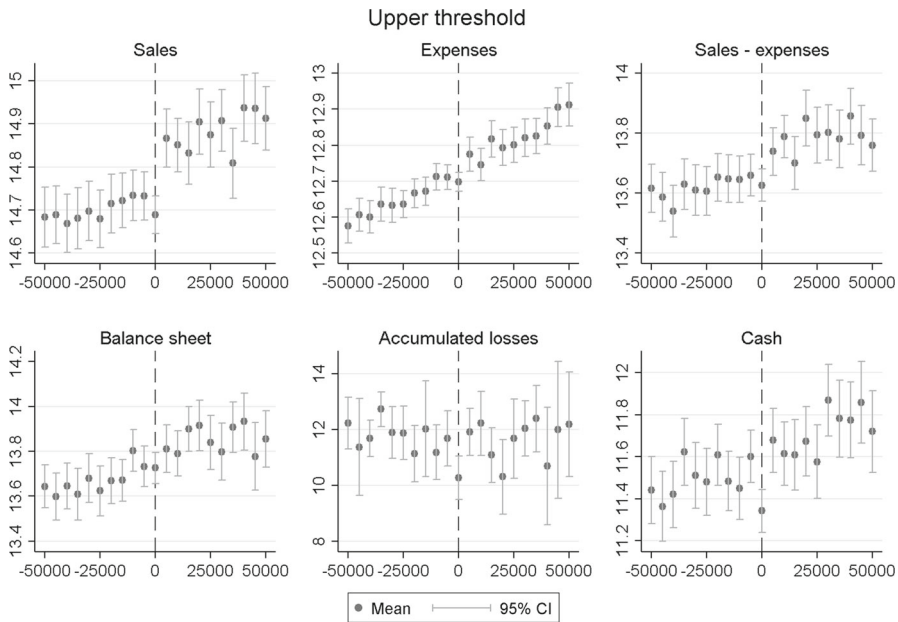 Upper threshold
Sales
15
14.9
14.8
14.7
14.6
-50000 -25000 0 25000 50000
Expenses
13
12.9
12.8
12.7
12.6
12.5
-50000 -25000 0 25000 50000
Sales - expenses
14
13.8
13.6
13.4
-50000 -25000 0 25000 50000
Balance sheet
14.2
14
13.8
13.6
13.4
-50000 -25000 0 25000 50000
Accumulated losses
14
12
10
8
-50000 -25000 0 25000 50000
Cash
12
11.8
11.6
11.4
11.2
-50000 -25000 0 25000 50000
Mean 95% CI